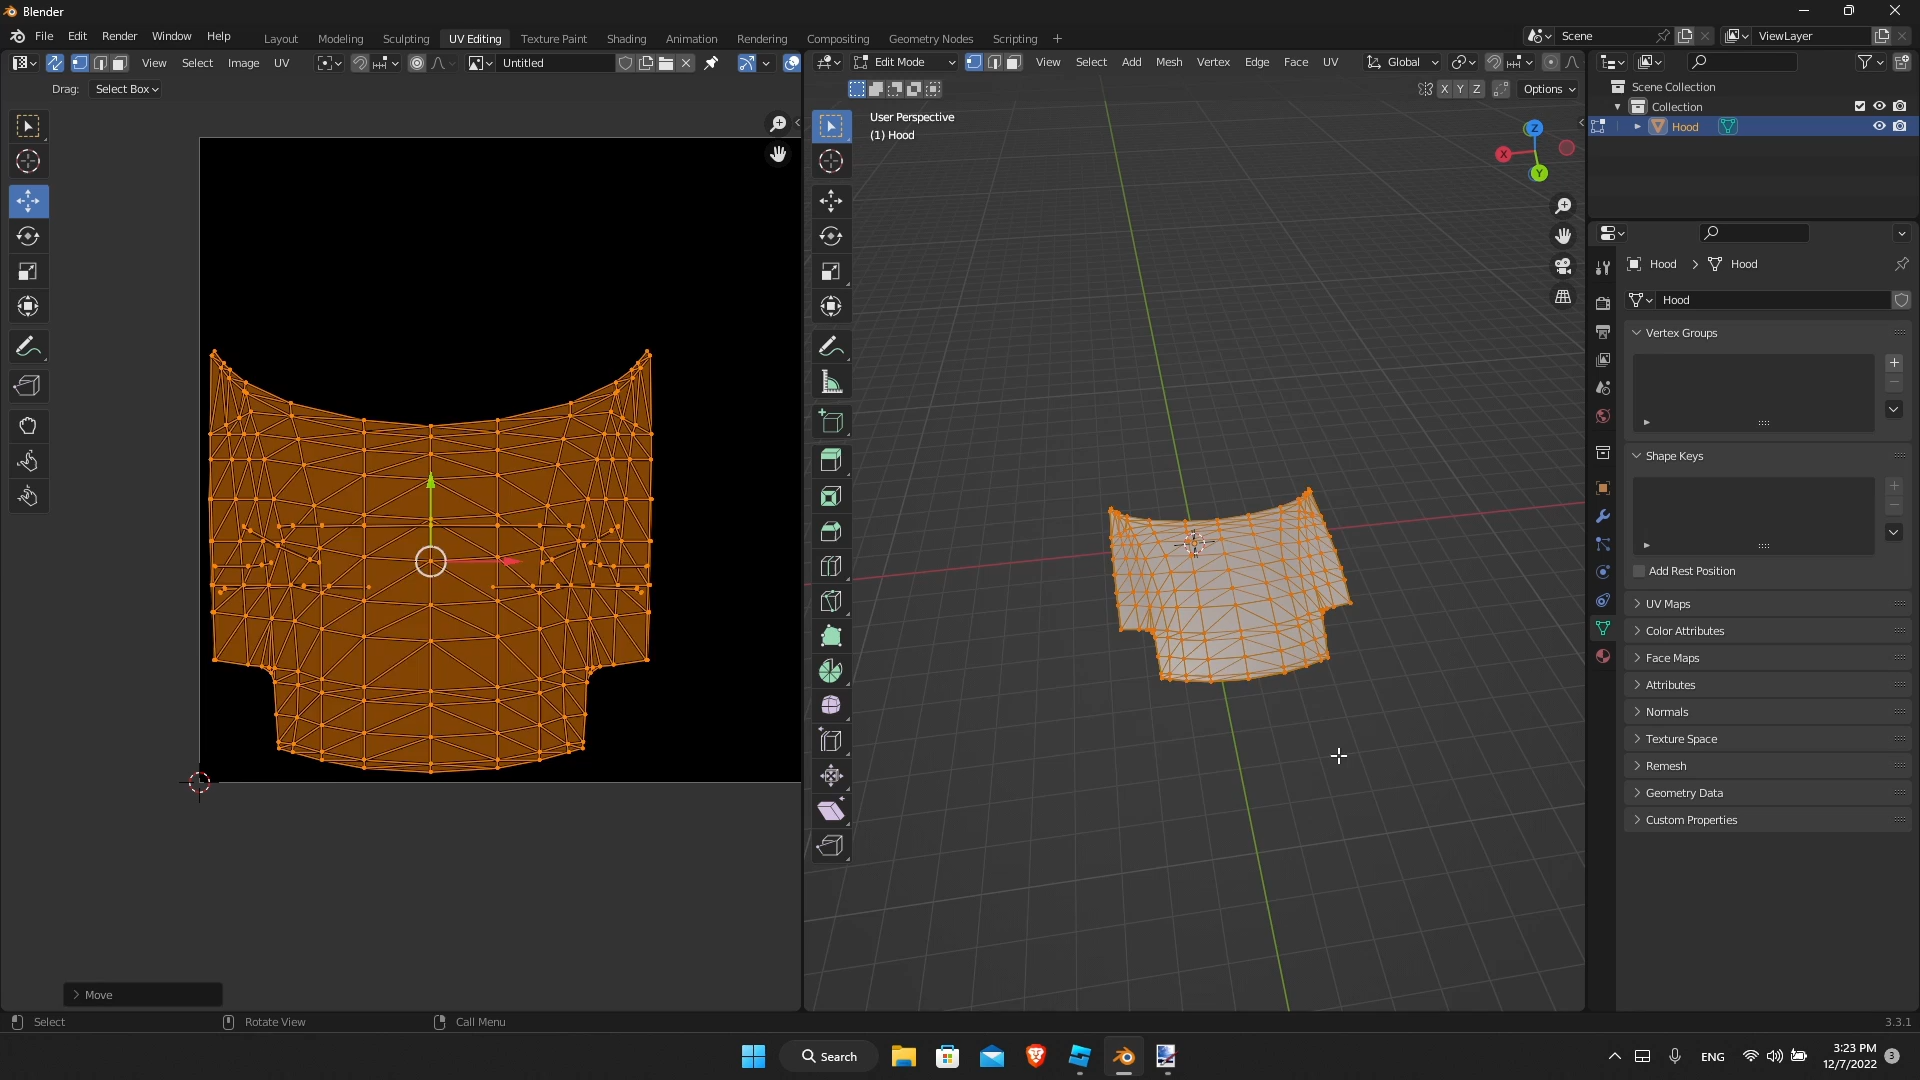 Blender
File Edit Render Window Help
Layout Modeling Sculpting UV Editing Texture Paint Shading Animation Rendering Compositing Geometry Nodes Scripting +
Scene
ViewLayer
View Select Image UV
Untitled
Edit Mode
View Select Add Mesh Vertex Edge Face UV
Global
Drag: Select Box
X Y Z
Options
User Perspective
(1) Hood
Z
X
Y
Scene Collection
Collection
Hood
Hood > Hood
Hood
Vertex Groups
Shape Keys
Add Rest Position
UV Maps
Color Attributes
Face Maps
Attributes
Normals
Texture Space
Remesh
Geometry Data
Custom Properties
Move
Select
Rotate View
Call Menu
3.3.1
Search
ENG
3:23 PM
12/7/2022
3